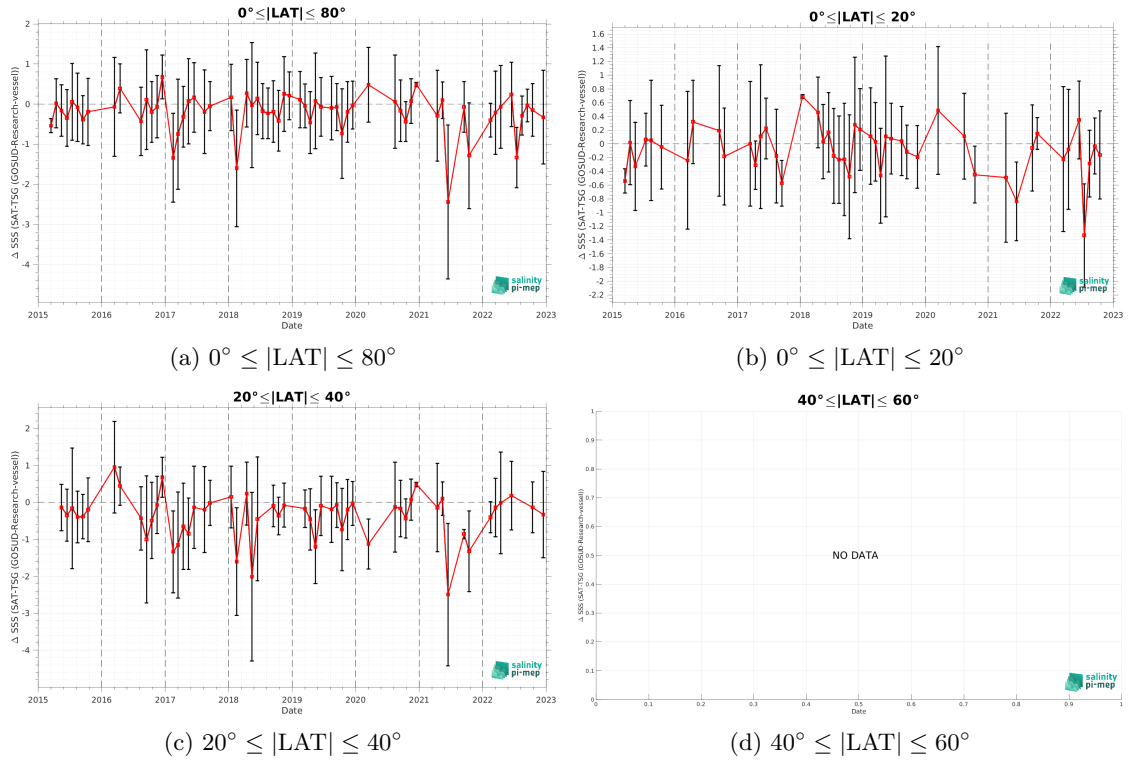 0°≤|LAT|≤ 80°
Δ SSS (SAT-TSG (GOSUD-Research-vessel))
2
1
0
-1
-2
-3
-4
2015 2016 2017 2018 2019 2020 2021 2022 2023
Date
salinity
pi-mep
(a) 0° ≤ |LAT| ≤ 80°
0°≤|LAT|≤ 20°
Δ SSS (SAT-TSG (GOSUD-Research-vessel))
1.6
1.4
1.2
1
0.8
0.6
0.4
0.2
0
-0.2
-0.4
-0.6
-0.8
-1
-1.2
-1.4
-1.6
-1.8
-2
-2.2
2015 2016 2017 2018 2019 2020 2021 2022 2023
Date
salinity
pi-mep
(b) 0° ≤ |LAT| ≤ 20°
20°≤|LAT|≤ 40°
Δ SSS (SAT-TSG (GOSUD-Research-vessel))
2
1
0
-1
-2
-3
-4
2015 2016 2017 2018 2019 2020 2021 2022 2023
Date
salinity
pi-mep
(c) 20° ≤ |LAT| ≤ 40°
40°≤|LAT|≤ 60°
Δ SSS (SAT-TSG (GOSUD-Research-vessel))
1
0.9
0.8
0.7
0.6
0.5
0.4
0.3
0.2
0.1
0
NO DATA
0 0.1 0.2 0.3 0.4 0.5 0.6 0.7 0.8 0.9 1
Date
salinity
pi-mep
(d) 40° ≤ |LAT| ≤ 60°